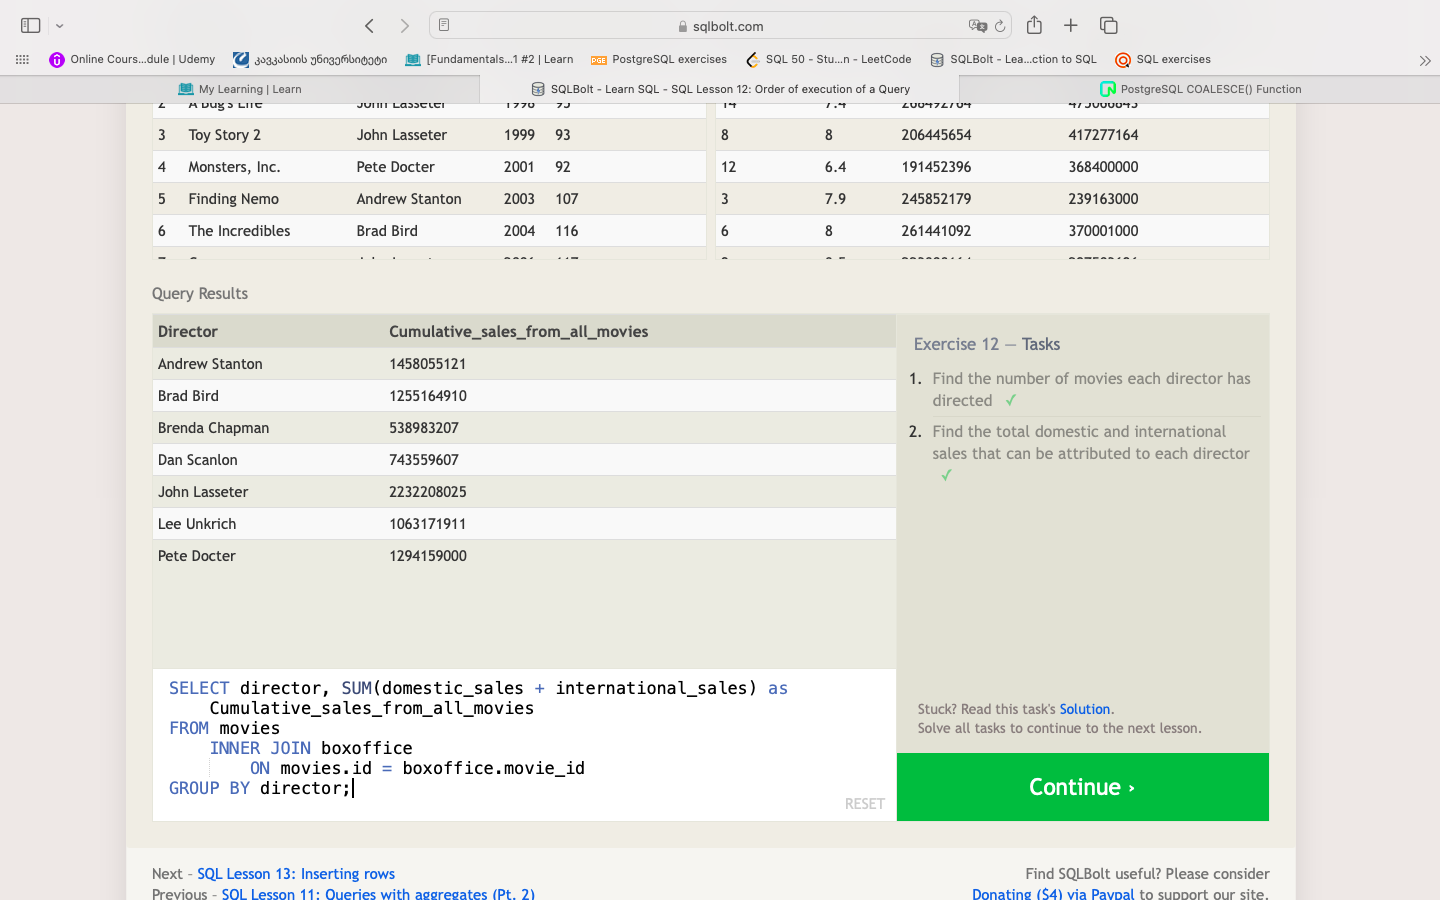 sqlbolt.com
Online Cours...dule | Udemy
კავკასიის უნივერსიტეტი
[Fundamentals...1 #2 | Learn
PGE PostgreSQL exercises
SQL 50 - Stu...n - LeetCode
SQLBolt - Lea...ction to SQL
SQL exercises
My Learning | Learn
SQLBolt - Learn SQL - SQL Lesson 12: Order of execution of a Query
PostgreSQL COALESCE() Function
2 A Bug's Life John Lasseter 1998 95 14 7.4 268492764 475066843
3 Toy Story 2 John Lasseter 1999 93 8 8 206445654 417277164
4 Monsters, Inc. Pete Docter 2001 92 12 6.4 191452396 368400000
5 Finding Nemo Andrew Stanton 2003 107 3 7.9 245852179 239163000
6 The Incredibles Brad Bird 2004 116 6 8 261441092 370001000
Query Results
Director Cumulative_sales_from_all_movies
Andrew Stanton 1458055121
Brad Bird 1255164910
Brenda Chapman 538983207
Dan Scanlon 743559607
John Lasseter 2232208025
Lee Unkrich 1063171911
Pete Docter 1294159000
Exercise 12 — Tasks
1. Find the number of movies each director has
directed ✓
2. Find the total domestic and international
sales that can be attributed to each director
✓
SELECT director, SUM(domestic_sales + international_sales) as
Cumulative_sales_from_all_movies
FROM movies
INNER JOIN boxoffice
ON movies.id = boxoffice.movie_id
GROUP BY director;
RESET
Stuck? Read this task's Solution.
Solve all tasks to continue to the next lesson.
Continue ›
Next – SQL Lesson 13: Inserting rows
Previous – SQL Lesson 11: Queries with aggregates (Pt. 2)
Find SQLBolt useful? Please consider
Donating ($4) via Paypal to support our site.